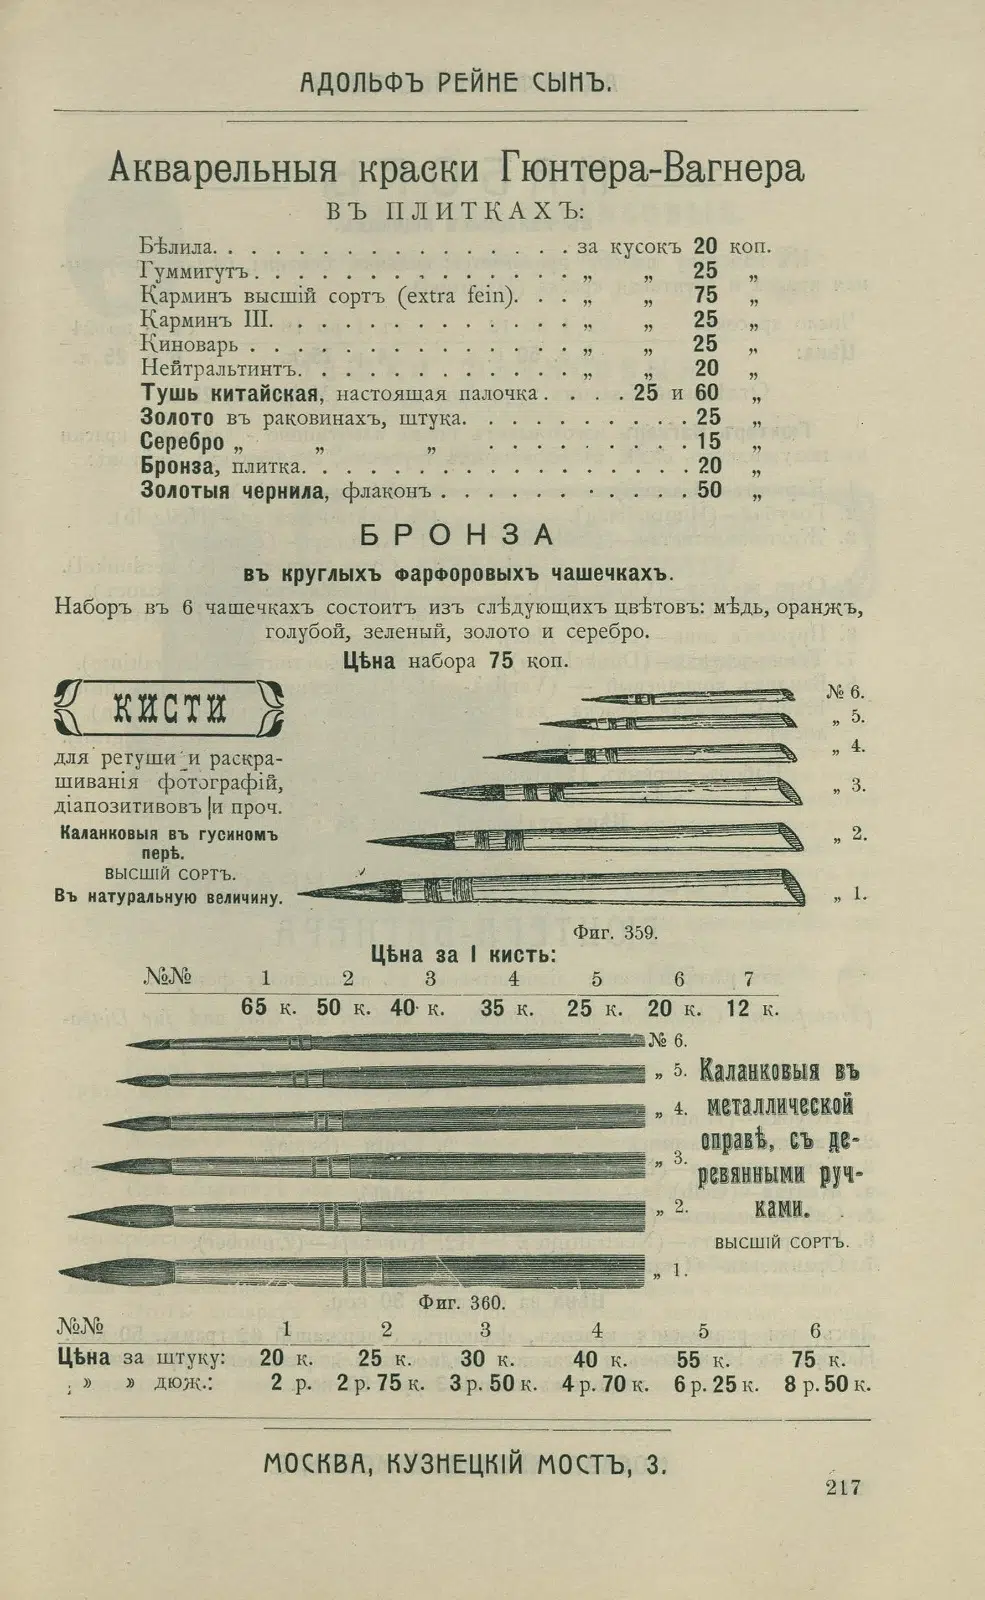 АДОЛЬФЪ РЕЙНЕ СЫНЪ.
Акварельныя краски Гюнтера-Вагнера
ВЪ ПЛИТКАХЪ:
Бѣлила. . . . . . . . . . . . . . . . за кусокъ 20 коп.
Гуммигутъ . . . . . . . . . . . . . . „ „ 25 „
Карминъ высшій сортъ (extra fein). . . „ „ 75 „
Карминъ III. . . . . . . . . . . . . „ „ 25 „
Киноварь . . . . . . . . . . . . . . „ „ 25 „
Нейтральтинтъ. . . . . . . . . . . . „ „ 20 „
Тушь китайская, настоящая палочка . . . . 25 и 60 „
Золото въ раковинахъ, штука. . . . . . . . . . 25 „
Серебро „ „ „ . . . . . . . . . . 15 „
Бронза, плитка. . . . . . . . . . . . . . . . . 20 „
Золотыя чернила, флаконъ . . . . . . . . . . . 50 „
БРОНЗА
въ круглыхъ фарфоровыхъ чашечкахъ.
Наборъ въ 6 чашечкахъ состоитъ изъ слѣдующихъ цвѣтовъ: мѣдь, оранжъ,
голубой, зеленый, золото и серебро.
Цѣна набора 75 коп.
КИСТИ
для ретуши и раскра-
шиванія фотографій,
діапозитивовъ и проч.
Каланковыя въ гусиномъ
перѣ.
ВЫСШІЙ СОРТЪ.
Въ натуральную величину.
№ 6.
„ 5.
„ 4.
„ 3.
„ 2.
„ 1.
Фиг. 359.
Цѣна за I кисть:
№№ 1 2 3 4 5 6 7
65 к. 50 к. 40 к. 35 к. 25 к. 20 к. 12 к.
№ 6.
„ 5.
„ 4.
„ 3.
„ 2.
„ 1.
Каланковыя въ
металлической
оправѣ, съ де-
ревянными руч-
ками.
ВЫСШІЙ СОРТЪ.
Фиг. 360.
№№ 1 2 3 4 5 6
Цѣна за штуку: 20 к. 25 к. 30 к. 40 к. 55 к. 75 к.
» » дюж.: 2 р. 2 р. 75 к. 3 р. 50 к. 4 р. 70 к. 6 р. 25 к. 8 р. 50 к.
МОСКВА, КУЗНЕЦКІЙ МОСТЪ, 3.
217